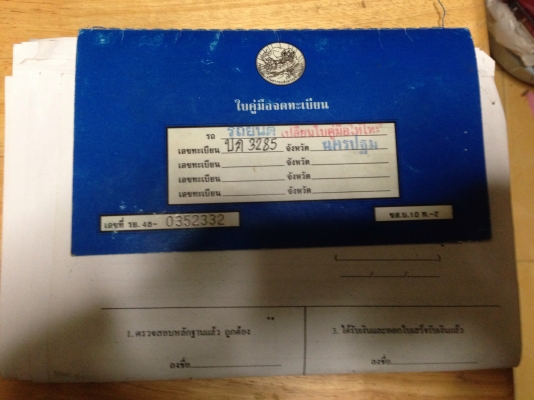 ใบคู่มือจดทะเบียน
รถ รถยนต์ เปลี่ยนใบคู่มือใหม่
เลขทะเบียน บต 3285 จังหวัด นครปฐม
เลขทะเบียน จังหวัด
เลขทะเบียน จังหวัด
เลขทะเบียน จังหวัด
เลขที่ รย. 48- 0352332
ขส.บ.10 พ.-2
1. ตรวจสอบหลักฐานแล้ว ถูกต้อง
3. ได้รับเงินและออกใบเสร็จรับเงินแล้ว
ลงชื่อ
ลงชื่อ